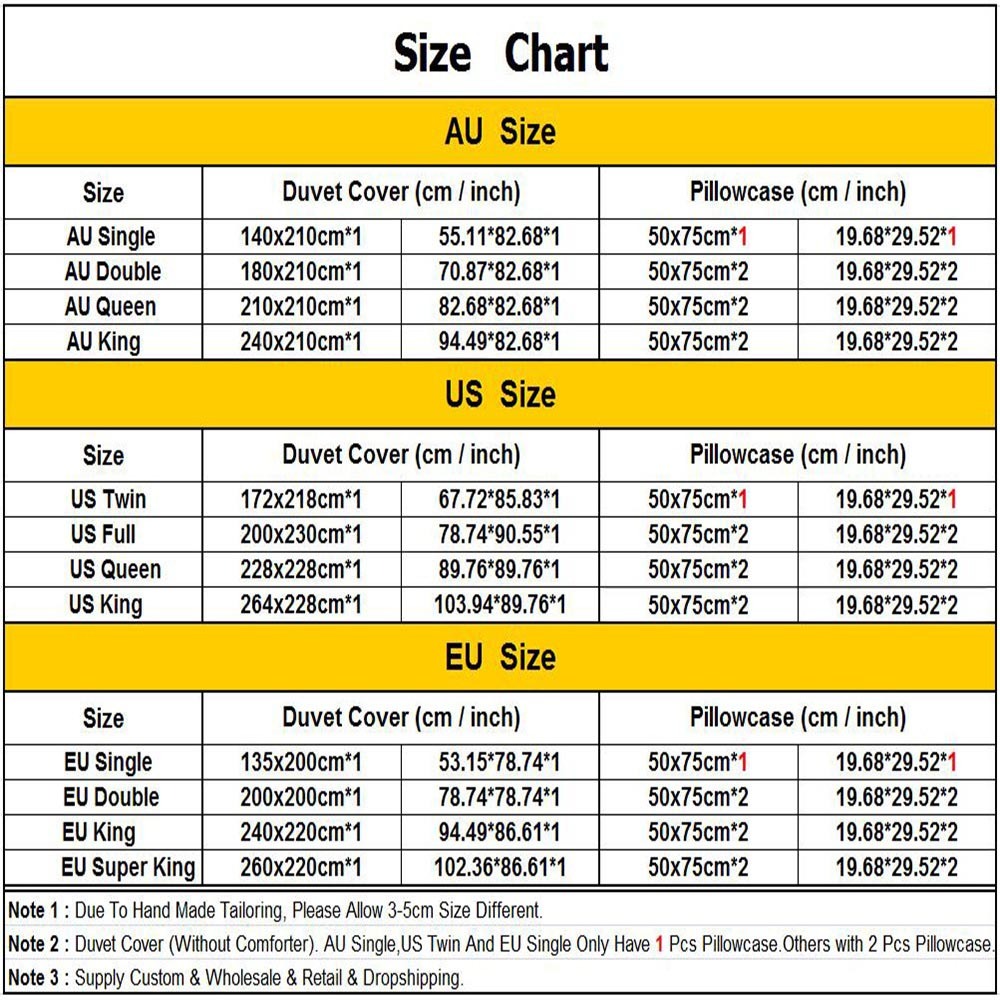 Size Chart
AU Size
Size Duvet Cover (cm / inch) Pillowcase (cm / inch)
AU Single 140x210cm*1 55.11*82.68*1 50x75cm*1 19.68*29.52*1
AU Double 180x210cm*1 70.87*82.68*1 50x75cm*2 19.68*29.52*2
AU Queen 210x210cm*1 82.68*82.68*1 50x75cm*2 19.68*29.52*2
AU King 240x210cm*1 94.49*82.68*1 50x75cm*2 19.68*29.52*2
US Size
Size Duvet Cover (cm / inch) Pillowcase (cm / inch)
US Twin 172x218cm*1 67.72*85.83*1 50x75cm*1 19.68*29.52*1
US Full 200x230cm*1 78.74*90.55*1 50x75cm*2 19.68*29.52*2
US Queen 228x228cm*1 89.76*89.76*1 50x75cm*2 19.68*29.52*2
US King 264x228cm*1 103.94*89.76*1 50x75cm*2 19.68*29.52*2
EU Size
Size Duvet Cover (cm / inch) Pillowcase (cm / inch)
EU Single 135x200cm*1 53.15*78.74*1 50x75cm*1 19.68*29.52*1
EU Double 200x200cm*1 78.74*78.74*1 50x75cm*2 19.68*29.52*2
EU King 240x220cm*1 94.49*86.61*1 50x75cm*2 19.68*29.52*2
EU Super King 260x220cm*1 102.36*86.61*1 50x75cm*2 19.68*29.52*2
Note 1 : Due To Hand Made Tailoring, Please Allow 3-5cm Size Different.
Note 2 : Duvet Cover (Without Comforter). AU Single,US Twin And EU Single Only Have 1 Pcs Pillowcase.Others with 2 Pcs Pillowcase.
Note 3 : Supply Custom & Wholesale & Retail & Dropshipping.